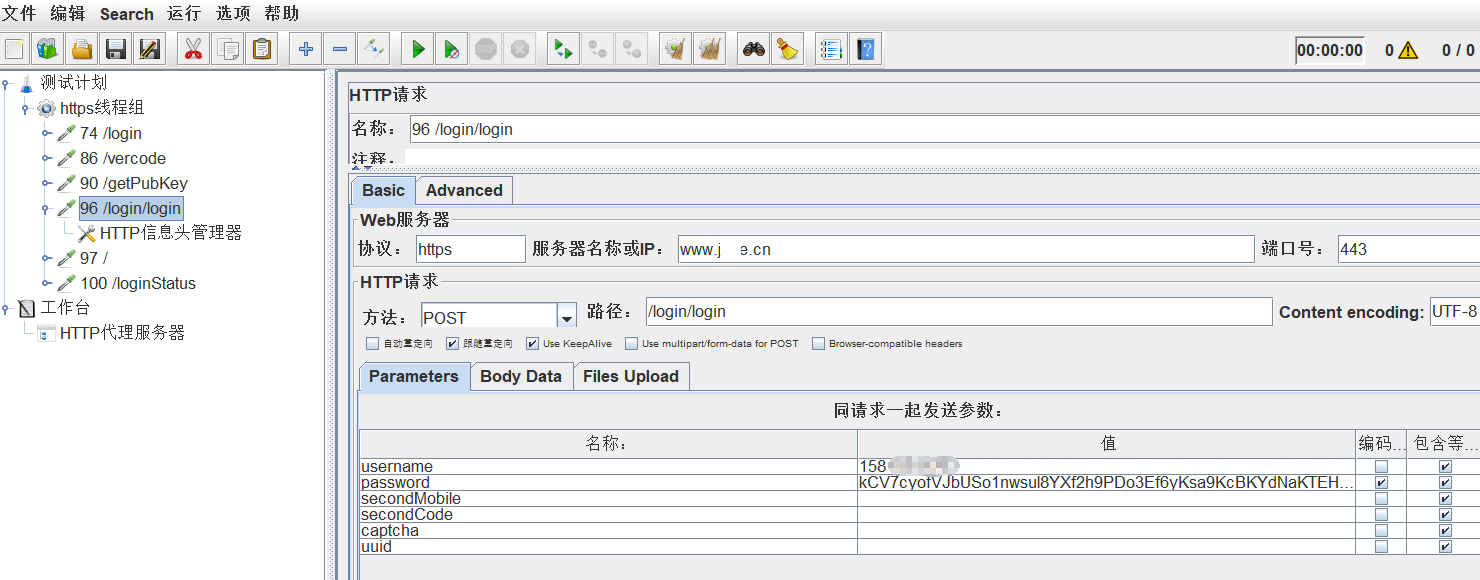 文件 编辑 Search 运行 选项 帮助
00:00:00 0 0 / 0
测试计划
https线程组
74 /login
86 /vercode
90 /getPubKey
96 /login/login
HTTP信息头管理器
97 /
100 /loginStatus
工作台
HTTP代理服务器
HTTP请求
名称： 96 /login/login
注释：
Basic Advanced
Web服务器
协议： https 服务器名称或IP： www.j e.cn 端口号： 443
HTTP请求
方法： POST 路径： /login/login Content encoding: UTF-8
自动重定向 跟随重定向 Use KeepAlive Use multipart/form-data for POST Browser-compatible headers
Parameters Body Data Files Upload
同请求一起发送参数：
名称： 值 编码... 包含等...
username 158
password kCV7cyofVJbUSo1nwsul8YXf2h9PDo3Ef6yKsa9KcBKYdNaKTEH...
secondMobile
secondCode
captcha
uuid